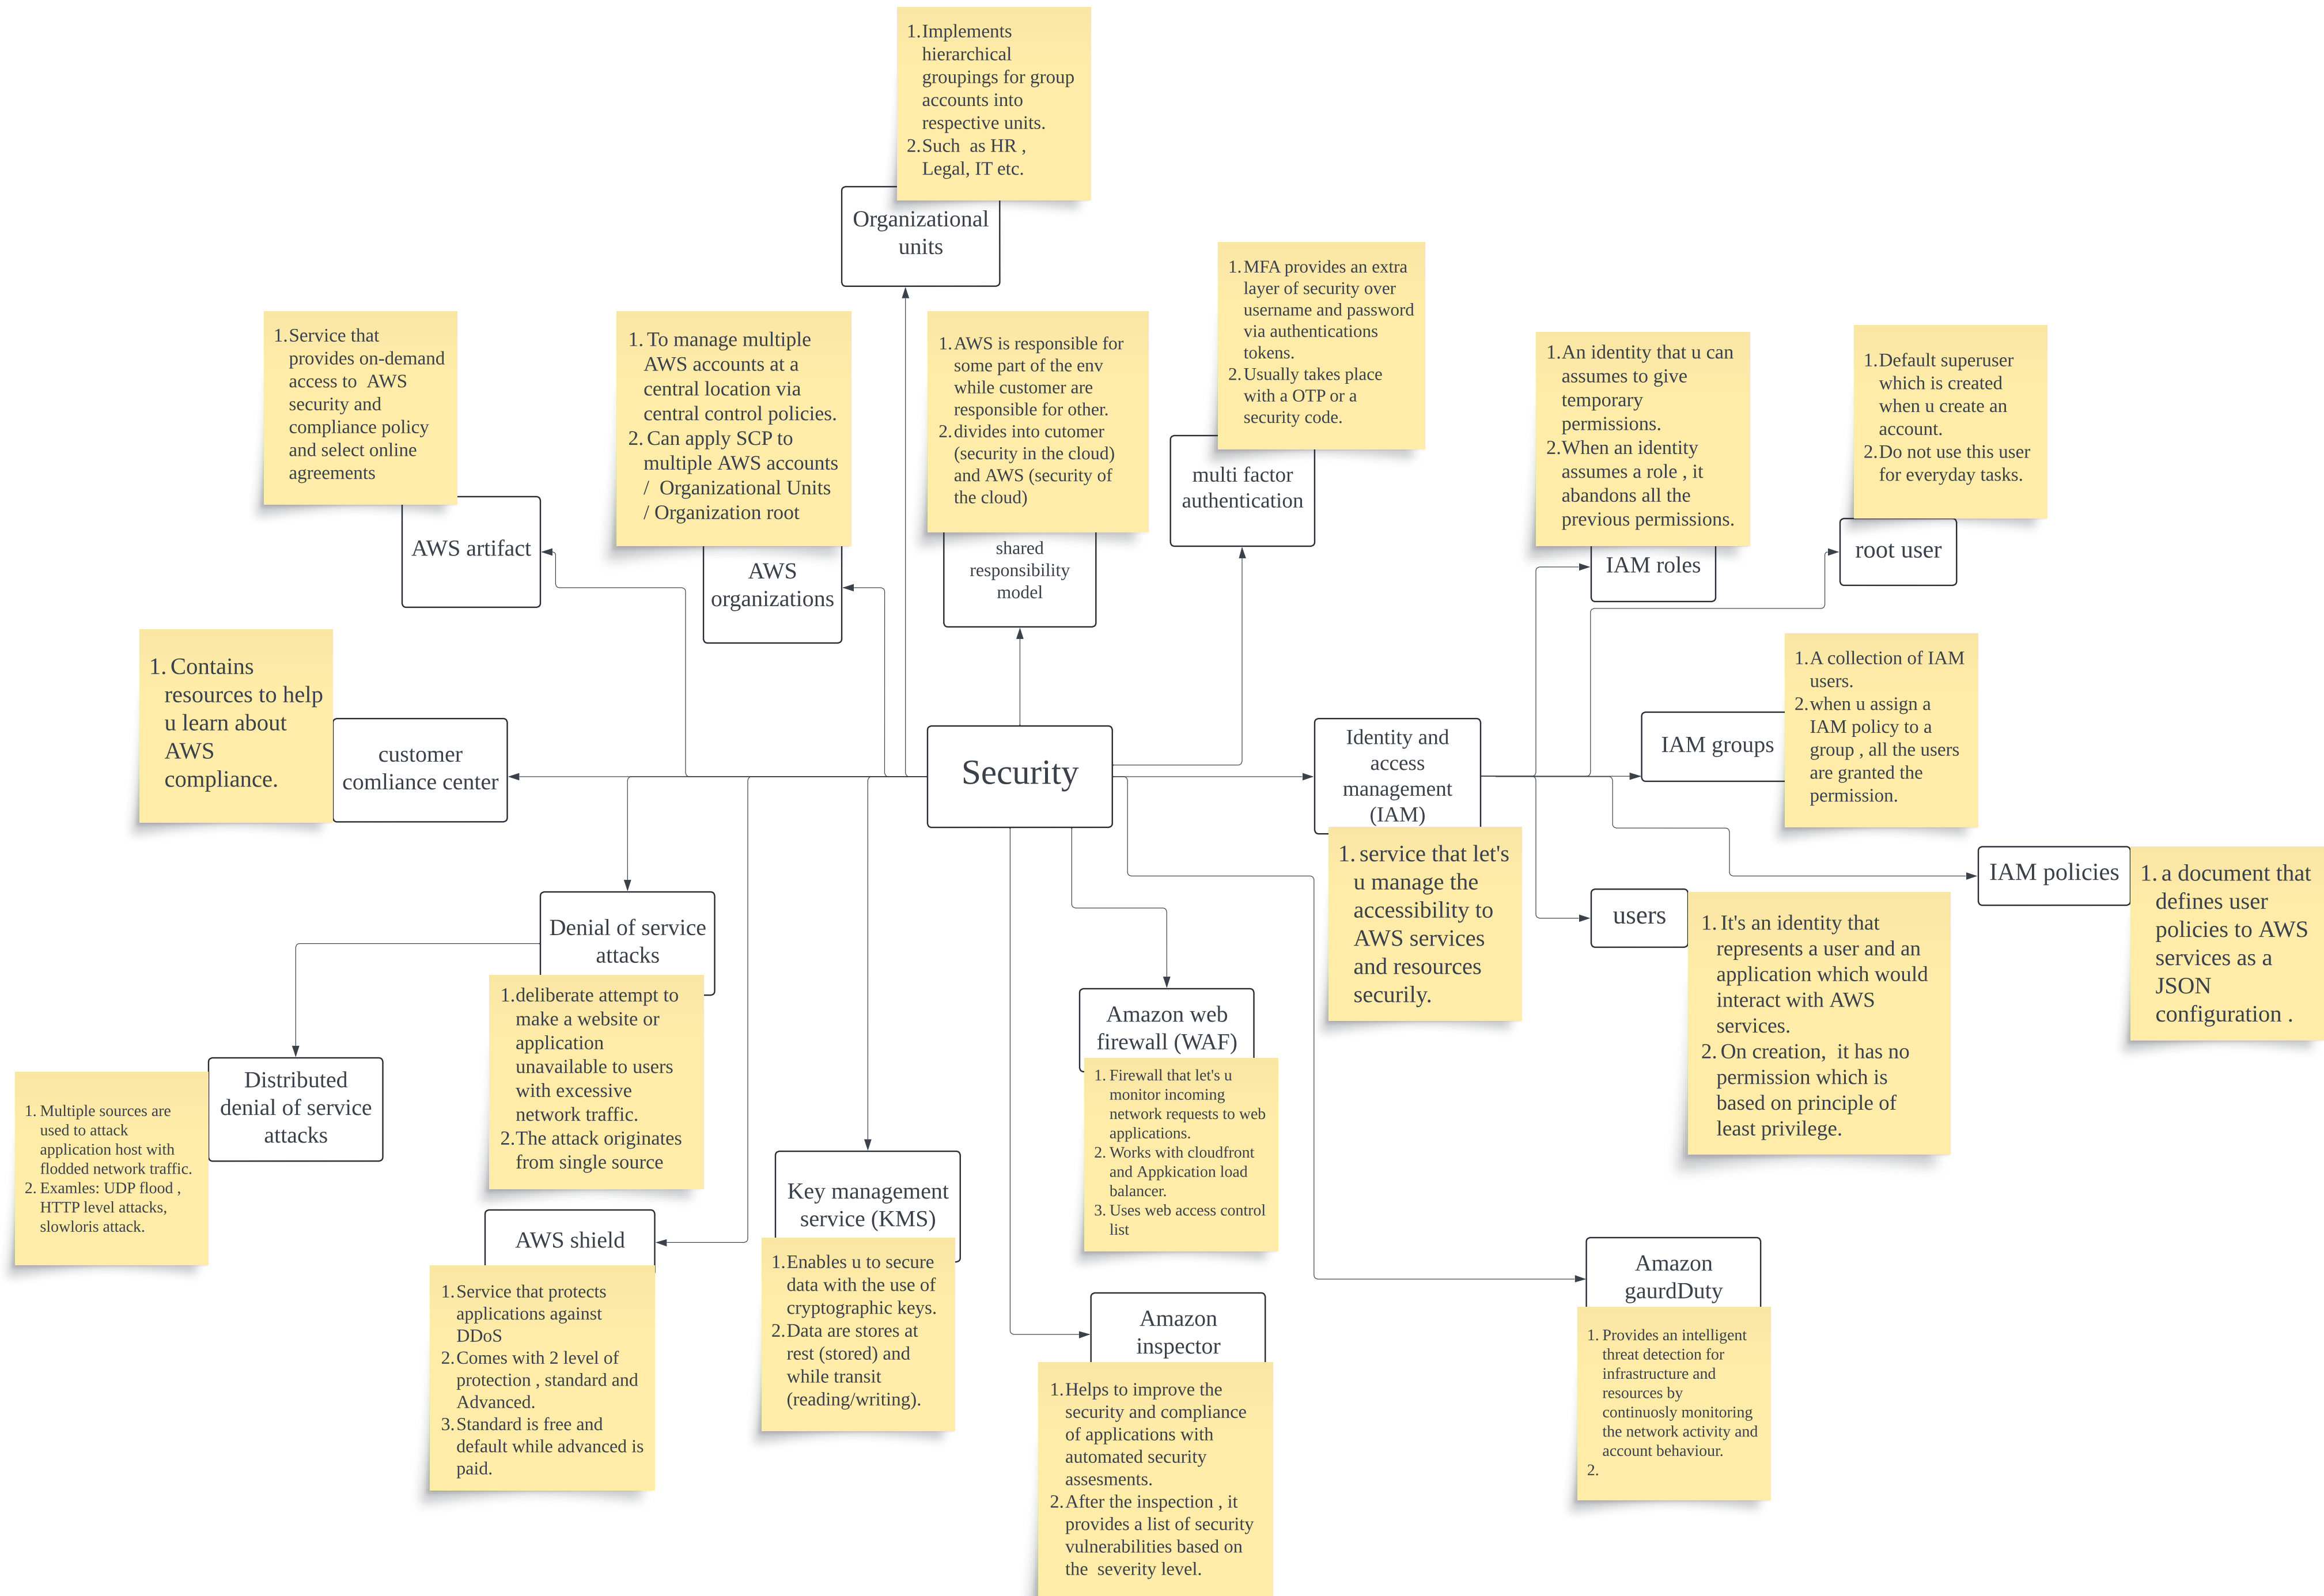 1. Implements
hierarchical
groupings for group
accounts into
respective units.
2. Such as HR ,
Legal, IT etc.
Organizational
units
1. MFA provides an extra
layer of security over
username and password
via authentications
tokens.
2. Usually takes place
with a OTP or a
security code.
multi factor
authentication
1. Service that
provides on-demand
access to AWS
security and
compliance policy
and select online
agreements
AWS artifact
1. To manage multiple
AWS accounts at a
central location via
central control policies.
2. Can apply SCP to
multiple AWS accounts
/ Organizational Units
/ Organization root
AWS
organizations
1. AWS is responsible for
some part of the env
while customer are
responsible for other.
2. divides into cutomer
(security in the cloud)
and AWS (security of
the cloud)
shared
responsibility
model
1. An identity that u can
assumes to give
temporary
permissions.
2. When an identity
assumes a role , it
abandons all the
previous permissions.
IAM roles
1. Default superuser
which is created
when u create an
account.
2. Do not use this user
for everyday tasks.
root user
1. Contains
resources to help
u learn about
AWS
compliance.
customer
comliance center
Security
Identity and
access
management
(IAM)
1. service that let's
u manage the
accessibility to
AWS services
and resources
securily.
IAM groups
1. A collection of IAM
users.
2. when u assign a
IAM policy to a
group , all the users
are granted the
permission.
IAM policies
1. a document that
defines user
policies to AWS
services as a
JSON
configuration .
users
1. It's an identity that
represents a user and an
application which would
interact with AWS
services.
2. On creation, it has no
permission which is
based on principle of
least privilege.
Denial of service
attacks
1. deliberate attempt to
make a website or
application
unavailable to users
with excessive
network traffic.
2. The attack originates
from single source
Distributed
denial of service
attacks
1. Multiple sources are
used to attack
application host with
flodded network traffic.
2. Examles: UDP flood ,
HTTP level attacks,
slowloris attack.
Amazon web
firewall (WAF)
1. Firewall that let's u
monitor incoming
network requests to web
applications.
2. Works with cloudfront
and Appkication load
balancer.
3. Uses web access control
list
Key management
service (KMS)
1. Enables u to secure
data with the use of
cryptographic keys.
2. Data are stores at
rest (stored) and
while transit
(reading/writing).
AWS shield
1. Service that protects
applications against
DDoS
2. Comes with 2 level of
protection , standard and
Advanced.
3. Standard is free and
default while advanced is
paid.
Amazon
inspector
1. Helps to improve the
security and compliance
of applications with
automated security
assesments.
2. After the inspection , it
provides a list of security
vulnerabilities based on
the severity level.
Amazon
gaurdDuty
1. Provides an intelligent
threat detection for
infrastructure and
resources by
continuosly monitoring
the network activity and
account behaviour.
2.